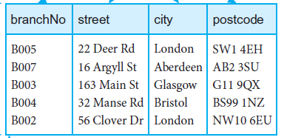 branchNo street city postcode
B005 22 Deer Rd London SW1 4EH
B007 16 Argyll St Aberdeen AB2 3SU
B003 163 Main St Glasgow G11 9QX
B004 32 Manse Rd Bristol BS99 1NZ
B002 56 Clover Dr London NW10 6EU